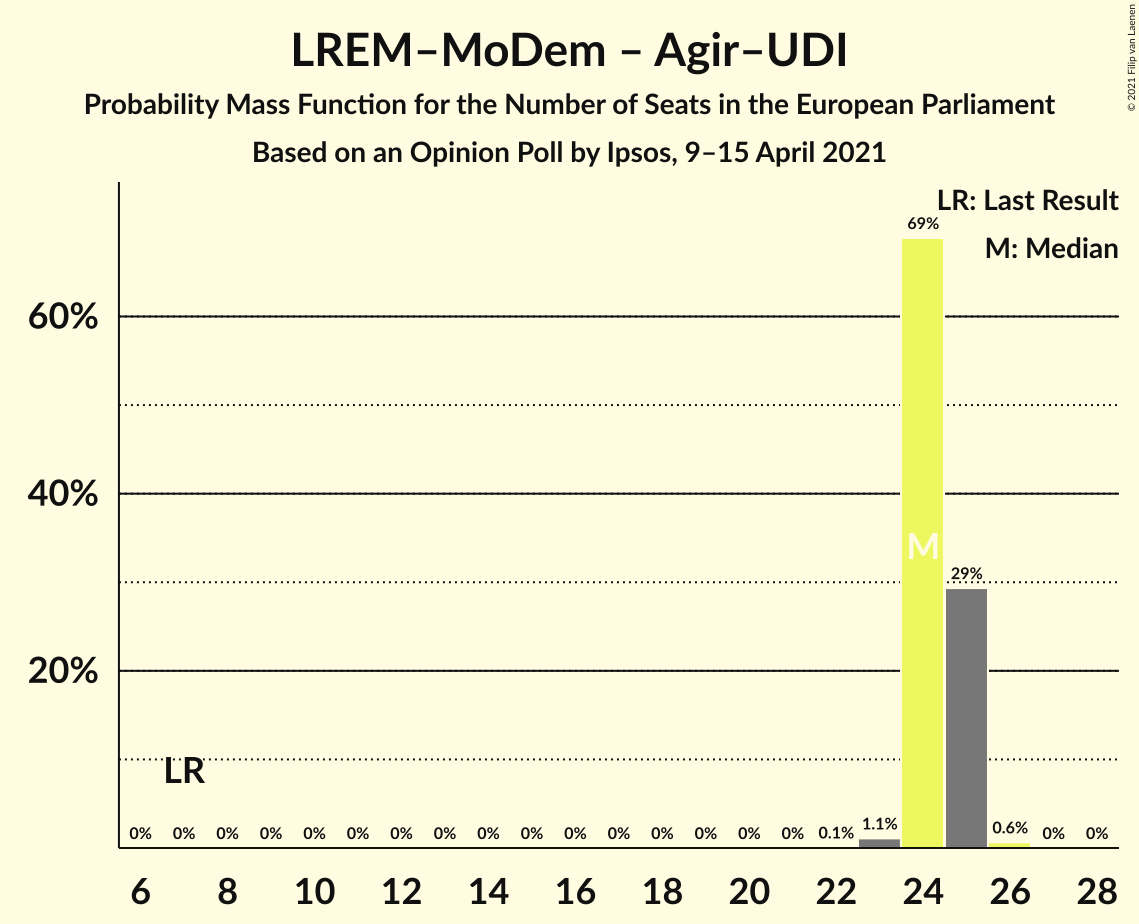 LREM–MoDem – Agir–UDI
Probability Mass Function for the Number of Seats in the European Parliament
Based on an Opinion Poll by Ipsos, 9–15 April 2021
© 2021 Filip van Laenen
LR: Last Result
M: Median
69%
60%
40%
M
29%
20%
LR
0% 0% 0% 0% 0% 0% 0% 0% 0% 0% 0% 0% 0% 0% 0% 0% 0.1% 1.1% 0.6% 0% 0%
6 8 10 12 14 16 18 20 22 24 26 28